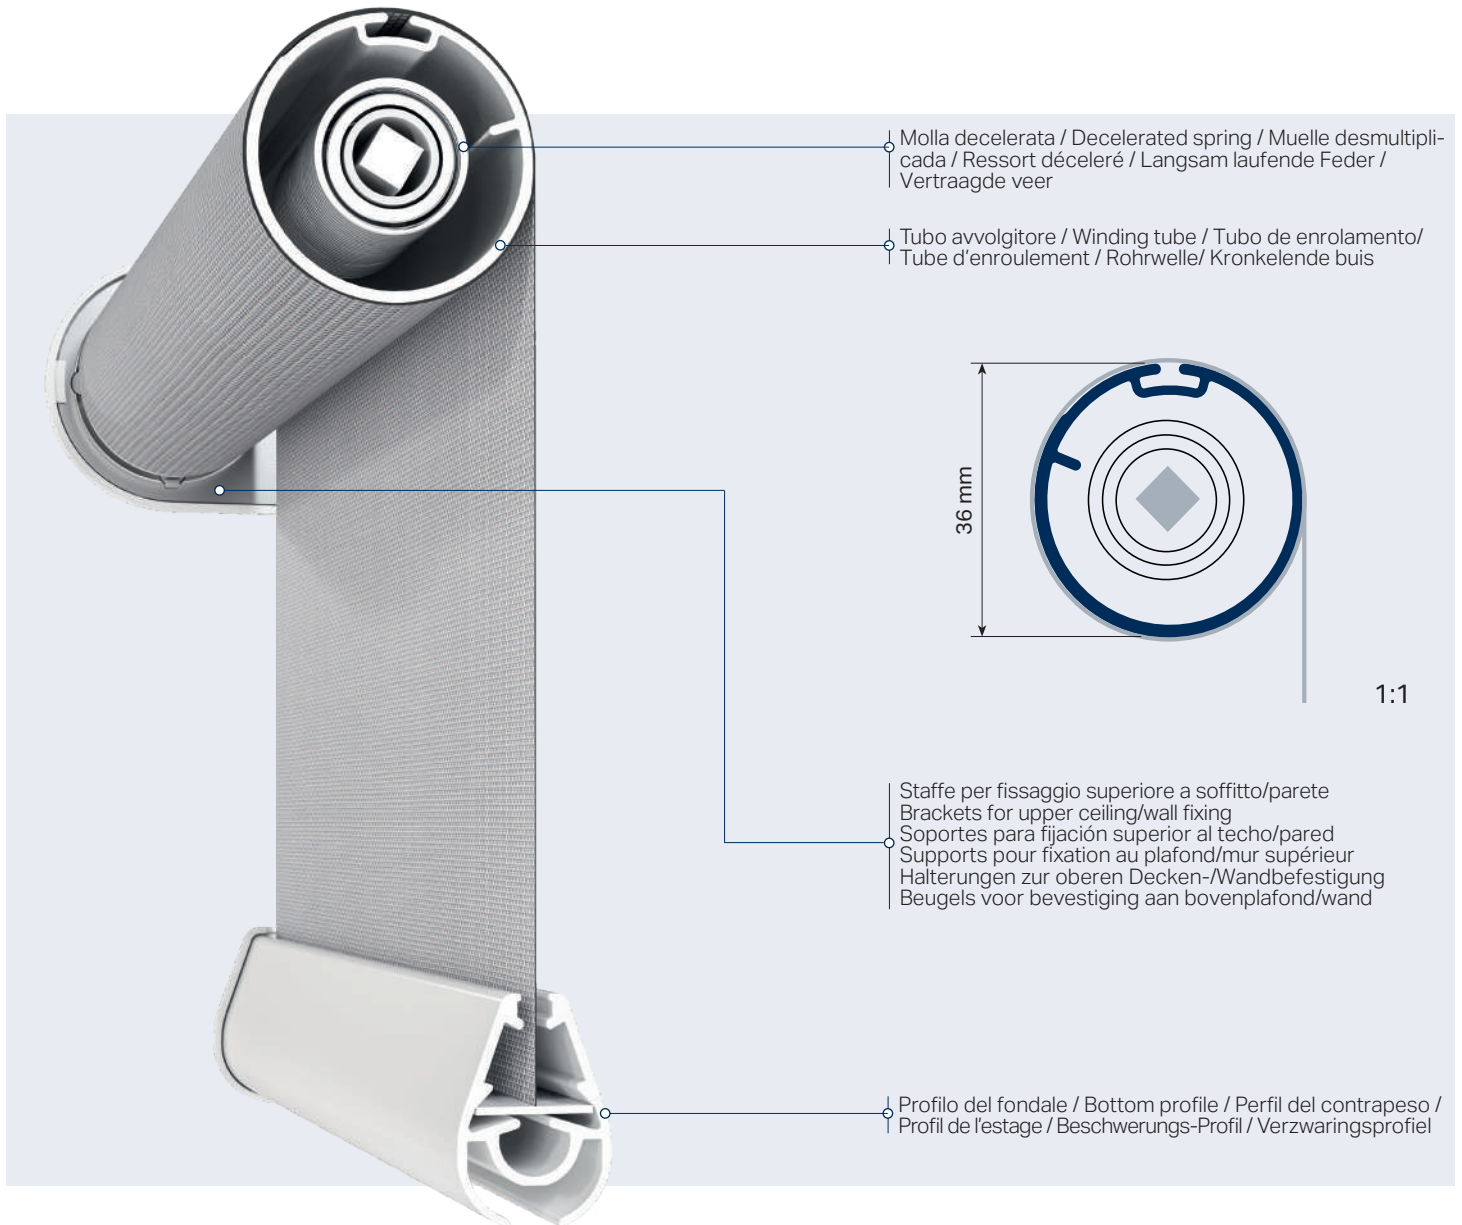 Molla decelerata / Decelerated spring / Muelle desmultipli-
cada / Ressort déceleré / Langsam laufende Feder /
Vertraagde veer
Tubo avvolgitore / Winding tube / Tubo de enrolamento/
Tube d'enroulement / Rohrwelle/ Kronkelende buis
36 mm
1:1
Staffe per fissaggio superiore a soffitto/parete
Brackets for upper ceiling/wall fixing
Soportes para fijación superior al techo/pared
Supports pour fixation au plafond/mur supérieur
Halterungen zur oberen Decken-/Wandbefestigung
Beugels voor bevestiging aan bovenplafond/wand
Profilo del fondale / Bottom profile / Perfil del contrapeso /
Profil de l'estage / Beschwerungs-Profil / Verzwaringsprofiel